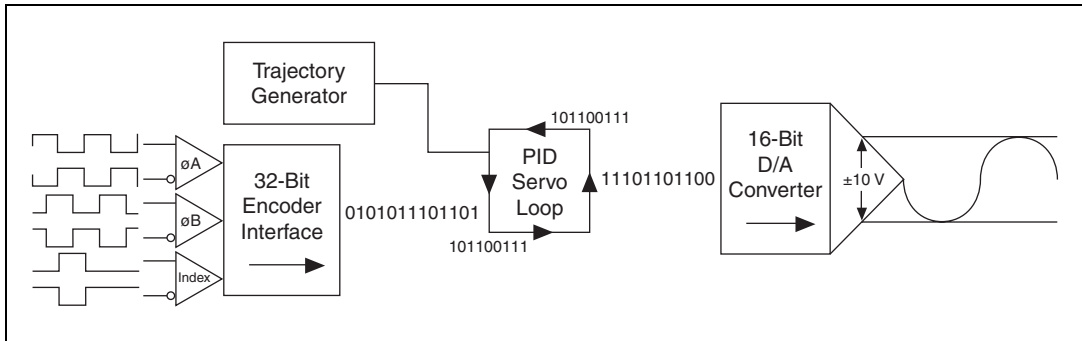 Trajectory
Generator
øA
øB
Index
32-Bit
Encoder
Interface
0101011101101
101100111
PID
Servo
Loop
101100111
11101101100
16-Bit
D/A
Converter
±10 V